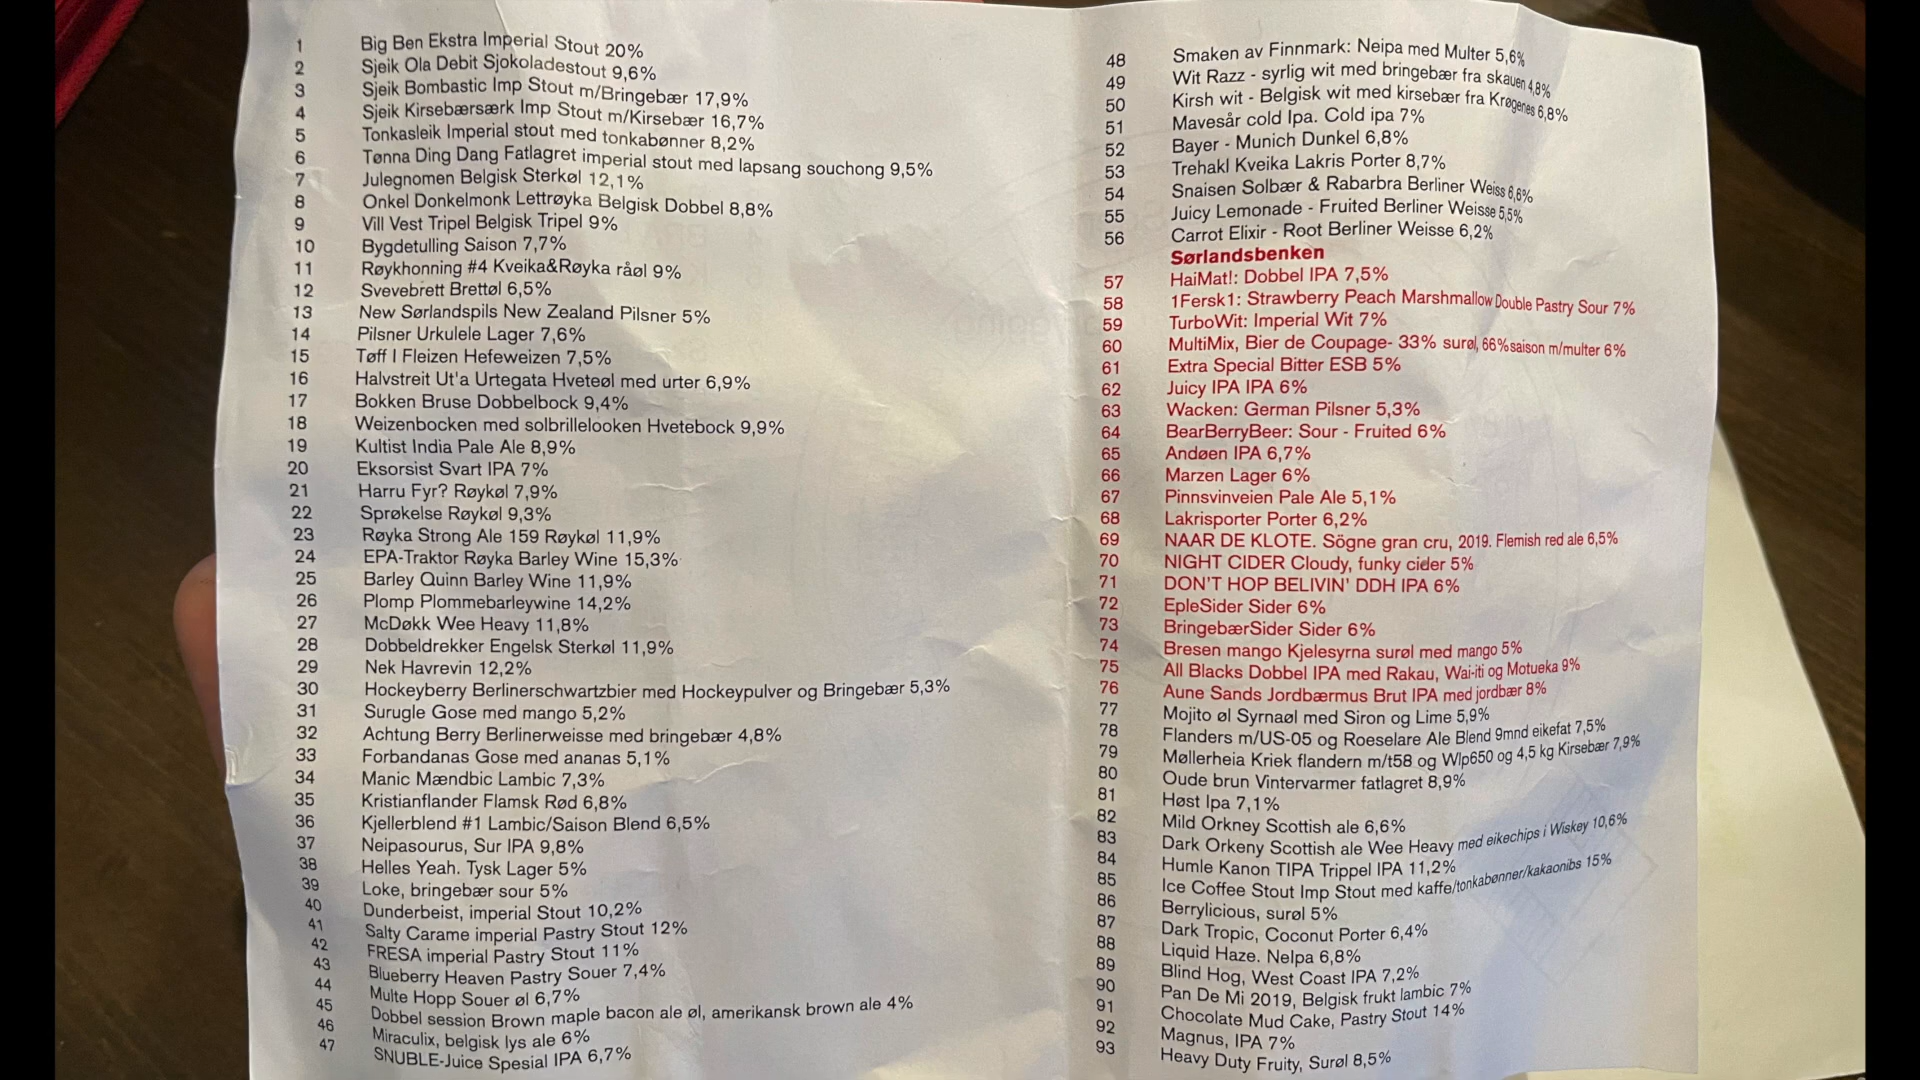 1 Big Ben Ekstra Imperial Stout 20%
2 Sjeik Ola Debit Sjokoladestout 9,6%
3 Sjeik Bombastic Imp Stout m/Bringebær 17,9%
4 Sjeik Kirsebærsærk Imp Stout m/Kirsebær 16,7%
5 Tonkasleik Imperial stout med tonkabønner 8,2%
6 Tønna Ding Dang Fatlagret imperial stout med lapsang souchong 9,5%
7 Julegnomen Belgisk Sterkøl 12,1%
8 Onkel Donkelmonk Lettrøyka Belgisk Dobbel 8,8%
9 Vill Vest Tripel Belgisk Tripel 9%
10 Bygdetulling Saison 7,7%
11 Røykhonning #4 Kveika&Røyka råøl 9%
12 Svevebrett Brettøl 6,5%
13 New Sørlandspils New Zealand Pilsner 5%
14 Pilsner Urkulele Lager 7,6%
15 Tøff I Fleizen Hefeweizen 7,5%
16 Halvstreit Ut'a Urtegata Hveteøl med urter 6,9%
17 Bokken Bruse Dobbelbock 9,4%
18 Weizenbocken med solbrillelooken Hvetebock 9,9%
19 Kultist India Pale Ale 8,9%
20 Eksorsist Svart IPA 7%
21 Harru Fyr? Røykøl 7,9%
22 Sprøkelse Røykøl 9,3%
23 Røyka Strong Ale 159 Røykøl 11,9%
24 EPA-Traktor Røyka Barley Wine 15,3%
25 Barley Quinn Barley Wine 11,9%
26 Plomp Plommebarleywine 14,2%
27 McDøkk Wee Heavy 11,8%
28 Dobbeldrekker Engelsk Sterkøl 11,9%
29 Nek Havrevin 12,2%
30 Hockeyberry Berlinerschwartzbier med Hockeypulver og Bringebær 5,3%
31 Surugle Gose med mango 5,2%
32 Achtung Berry Berlinerweisse med bringebær 4,8%
33 Forbandanas Gose med ananas 5,1%
34 Manic Mændbic Lambic 7,3%
35 Kristianflander Flamsk Rød 6,8%
36 Kjellerblend #1 Lambic/Saison Blend 6,5%
37 Neipasourus, Sur IPA 9,8%
38 Helles Yeah. Tysk Lager 5%
39 Loke, bringebær sour 5%
40 Dunderbeist, imperial Stout 10,2%
41 Salty Carame imperial Pastry Stout 12%
42 FRESA imperial Pastry Stout 11%
43 Blueberry Heaven Pastry Souer 7,4%
44 Multe Hopp Souer øl 6,7%
45 Dobbel session Brown maple bacon ale øl, amerikansk brown ale 4%
46 Miraculix, belgisk lys ale 6%
47 SNUBLE-Juice Spesial IPA 6,7%
48 Smaken av Finnmark: Neipa med Multer 5,6%
49 Wit Razz - syrlig wit med bringebær fra skauen 4,8%
50 Kirsh wit - Belgisk wit med kirsebær fra Krøgenes 6,8%
51 Mavesår cold Ipa. Cold ipa 7%
52 Bayer - Munich Dunkel 6,8%
53 Trehakl Kveika Lakris Porter 8,7%
54 Snaisen Solbær & Rabarbra Berliner Weiss 6,6%
55 Juicy Lemonade - Fruited Berliner Weisse 5,5%
56 Carrot Elixir - Root Berliner Weisse 6,2%
Sørlandsbenken
57 HaiMat!: Dobbel IPA 7,5%
58 1Fersk1: Strawberry Peach Marshmallow Double Pastry Sour 7%
59 TurboWit: Imperial Wit 7%
60 MultiMix, Bier de Coupage- 33% surøl, 66% saison m/multer 6%
61 Extra Special Bitter ESB 5%
62 Juicy IPA IPA 6%
63 Wacken: German Pilsner 5,3%
64 BearBerryBeer: Sour - Fruited 6%
65 Andøen IPA 6,7%
66 Marzen Lager 6%
67 Pinnsvinveien Pale Ale 5,1%
68 Lakrisporter Porter 6,2%
69 NAAR DE KLOTE. Sögne gran cru, 2019. Flemish red ale 6,5%
70 NIGHT CIDER Cloudy, funky cider 5%
71 DON'T HOP BELIVIN' DDH IPA 6%
72 EpleSider Sider 6%
73 BringebærSider Sider 6%
74 Bresen mango Kjelesyrna surøl med mango 5%
75 All Blacks Dobbel IPA med Rakau, Wai-iti og Motueka 9%
76 Aune Sands Jordbærmus Brut IPA med jordbær 8%
77 Mojito øl Syrnaøl med Siron og Lime 5,9%
78 Flanders m/US-05 og Roeselare Ale Blend 9mnd eikefat 7,5%
79 Møllerheia Kriek flandern m/t58 og Wlp650 og 4,5 kg Kirsebær 7,9%
80 Oude brun Vintervarmer fatlagret 8,9%
81 Høst Ipa 7,1%
82 Mild Orkney Scottish ale 6,6%
83 Dark Orkeny Scottish ale Wee Heavy med eikechips i Wiskey 10,6%
84 Humle Kanon TIPA Trippel IPA 11,2%
85 Ice Coffee Stout Imp Stout med kaffe/tonkabønner/kakaonibs 15%
86 Berrylicious, surøl 5%
87 Dark Tropic, Coconut Porter 6,4%
88 Liquid Haze. NeIpa 6,8%
89 Blind Hog, West Coast IPA 7,2%
90 Pan De Mi 2019, Belgisk frukt lambic 7%
91 Chocolate Mud Cake, Pastry Stout 14%
92 Magnus, IPA 7%
93 Heavy Duty Fruity, Surøl 8,5%